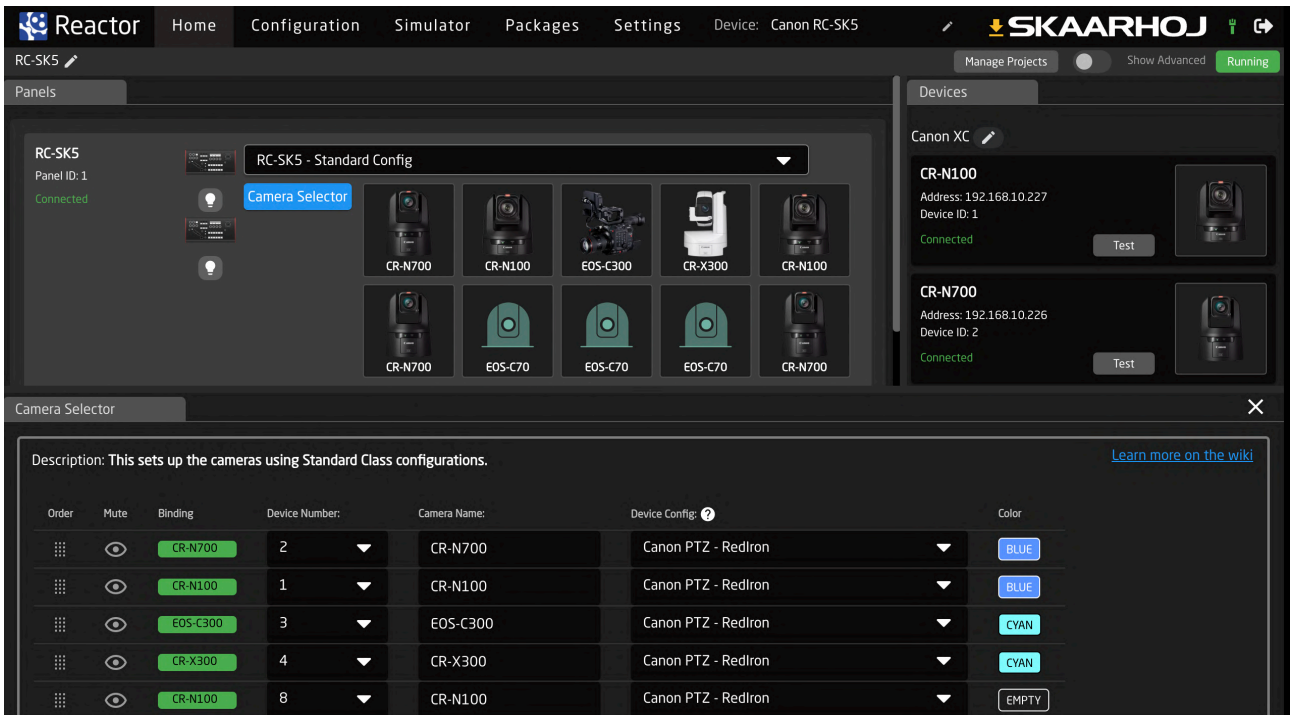 Reactor Home Configuration Simulator Packages Settings Device: Canon RC-SK5 SKAARHOJ
RC-SK5 Manage Projects Show Advanced Running
Panels
Devices
RC-SK5
Panel ID: 1
Connected
RC-SK5 - Standard Config
Camera Selector
CR-N700 CR-N100 EOS-C300 CR-X300 CR-N100
CR-N700 EOS-C70 EOS-C70 EOS-C70 CR-N700
Canon XC
CR-N100
Address: 192.168.10.227
Device ID: 1
Connected Test
CR-N700
Address: 192.168.10.226
Device ID: 2
Connected Test
Camera Selector
Description: This sets up the cameras using Standard Class configurations. Learn more on the wiki
Order Mute Binding Device Number: Camera Name: Device Config: ? Color
CR-N700 2 CR-N700 Canon PTZ - RedIron BLUE
CR-N100 1 CR-N100 Canon PTZ - RedIron BLUE
EOS-C300 3 EOS-C300 Canon PTZ - RedIron CYAN
CR-X300 4 CR-X300 Canon PTZ - RedIron CYAN
CR-N100 8 CR-N100 Canon PTZ - RedIron EMPTY